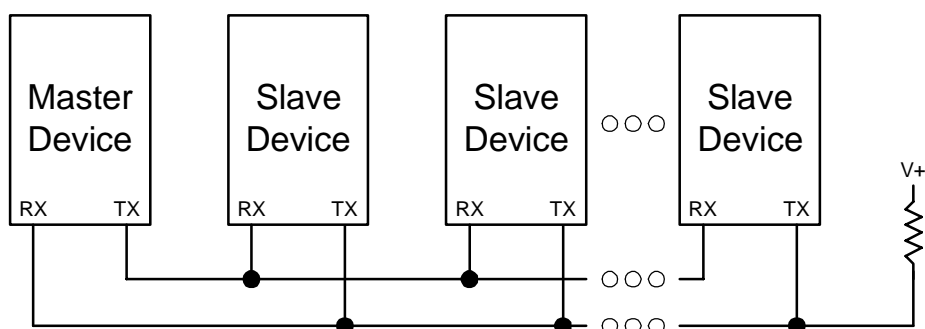 Master
Device
Slave
Device
Slave
Device
Slave
Device
V+
RX TX
RX TX
RX TX
RX TX